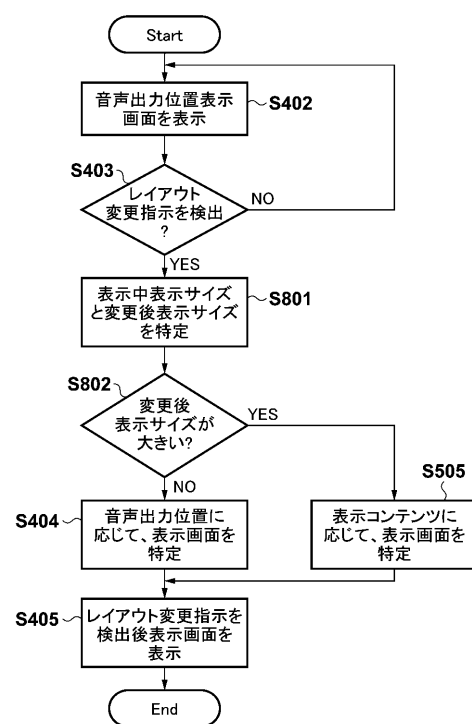 Start
S402
音声出力位置表示
画面を表示
S403
レイアウト
変更指示を検出
?
NO
YES
S801
表示中表示サイズ
と変更後表示サイズ
を特定
S802
変更後
表示サイズが
大きい?
YES
NO
S404
音声出力位置に
応じて、表示画面を
特定
S505
表示コンテンツに
応じて、表示画面を
特定
S405
レイアウト変更指示を
検出後表示画面を
表示
End